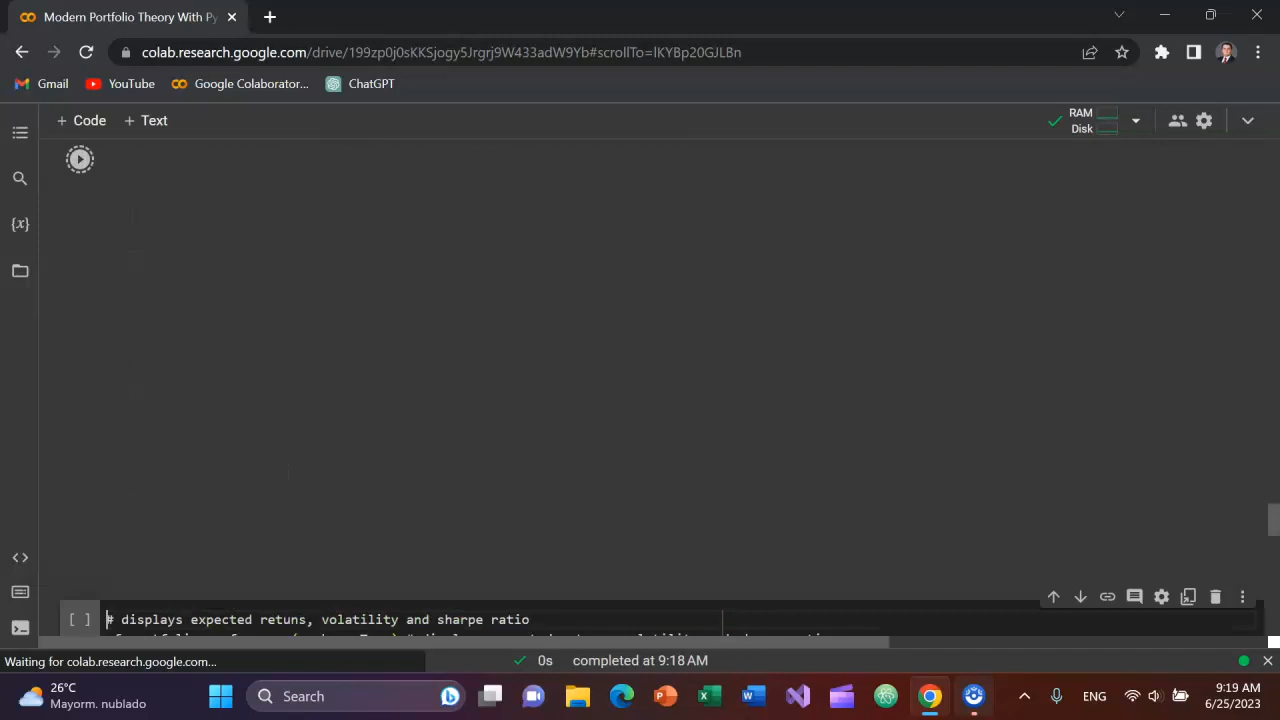 Modern Portfolio Theory With Py
colab.research.google.com/drive/199zp0j0sKKSjogy5Jrgrj9W433adW9Yb#scrollTo=lKYBp20GJLBn
Gmail YouTube Google Colaborator... ChatGPT
+ Code + Text RAM
Disk
{x}
[ ] # displays expected retuns, volatility and sharpe ratio
Waiting for colab.research.google.com... 0s completed at 9:18 AM
26°C
Mayorm. nublado
Search
ENG
9:19 AM
6/25/2023